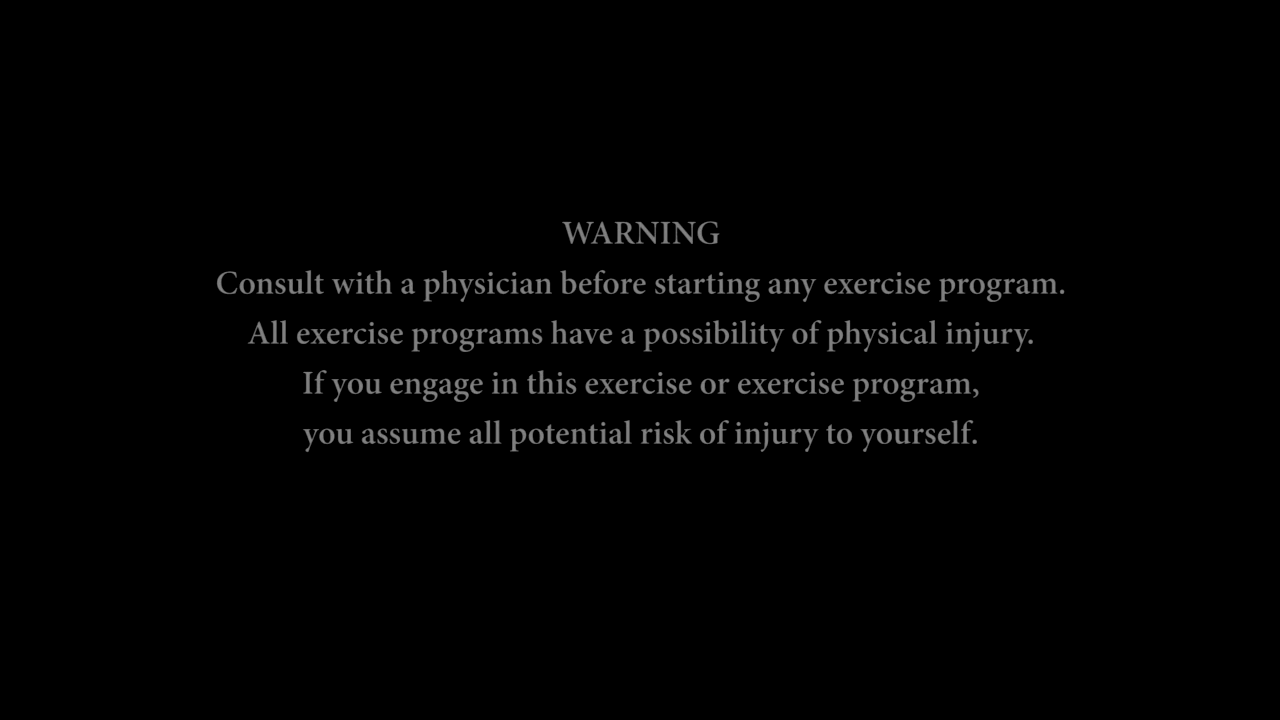 WARNING
Consult with a physician before starting any exercise program.
All exercise programs have a possibility of physical injury.
If you engage in this exercise or exercise program,
you assume all potential risk of injury to yourself.